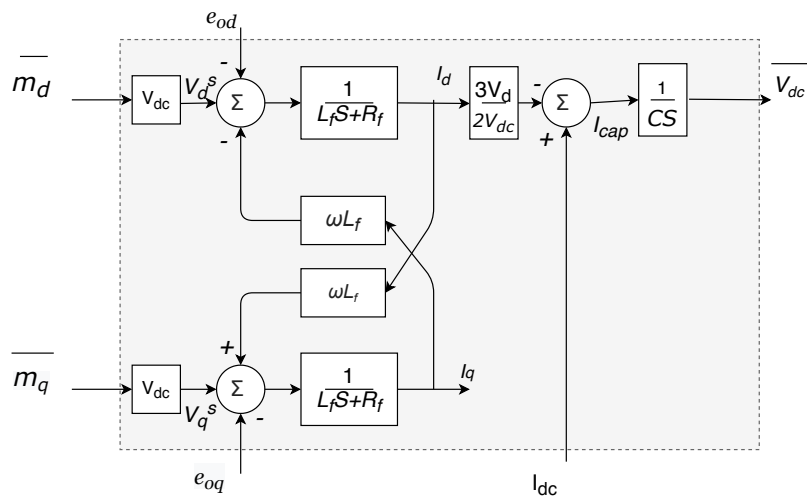 e_od
m_d
V_dc
V_d^s
-
Σ
-
1
L_fS+R_f
I_d
3V_d
2V_dc
-
Σ
+
I_cap
1
CS
V_dc
ωL_f
ωL_f
+
m_q
V_dc
V_q^s
Σ
-
1
L_fS+R_f
I_q
e_oq
I_dc